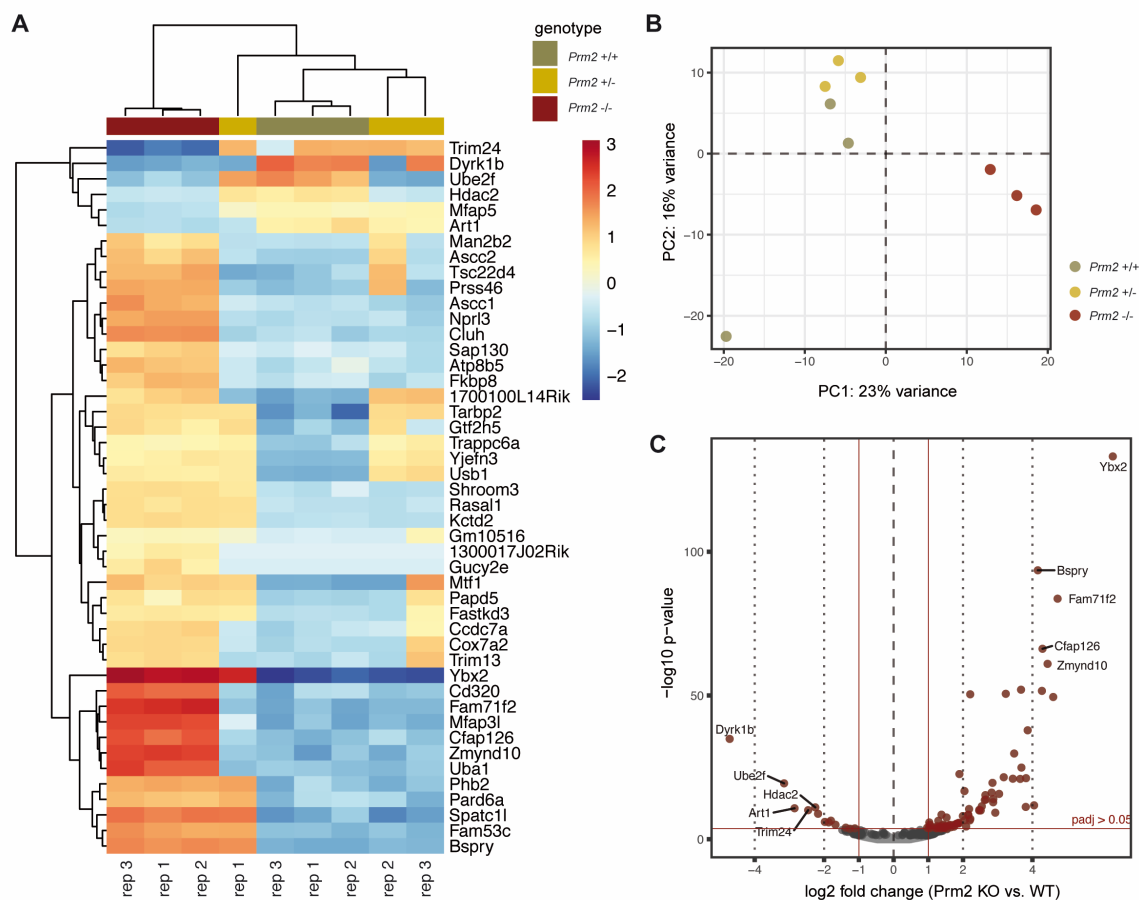 A
genotype
Prm2 +/+
Prm2 +/-
Prm2 -/-
3
2
1
0
−1
−2
Trim24
Dyrk1b
Ube2f
Hdac2
Mfap5
Art1
Man2b2
Ascc2
Tsc22d4
Prss46
Ascc1
Nprl3
Cluh
Sap130
Atp8b5
Fkbp8
1700100L14Rik
Tarbp2
Gtf2h5
Trappc6a
Yjefn3
Usb1
Shroom3
Rasal1
Kctd2
Gm10516
1300017J02Rik
Gucy2e
Mtf1
Papd5
Fastkd3
Ccdc7a
Cox7a2
Trim13
Ybx2
Cd320
Fam71f2
Mfap3l
Cfap126
Zmynd10
Uba1
Phb2
Pard6a
Spatc1l
Fam53c
Bspry
rep 3
rep 1
rep 2
rep 1
rep 3
rep 1
rep 2
rep 2
rep 3
B
PC2: 16% variance
10
0
−10
−20
−20
−10
0
10
20
PC1: 23% variance
Prm2 +/+
Prm2 +/-
Prm2 -/-
C
−log10 p-value
100
50
0
Ybx2
Bspry
Fam71f2
Cfap126
Zmynd10
Dyrk1b
Ube2f
Hdac2
Art1
Trim24
padj > 0.05
−4
−2
−1
0
1
2
4
log2 fold change (Prm2 KO vs. WT)